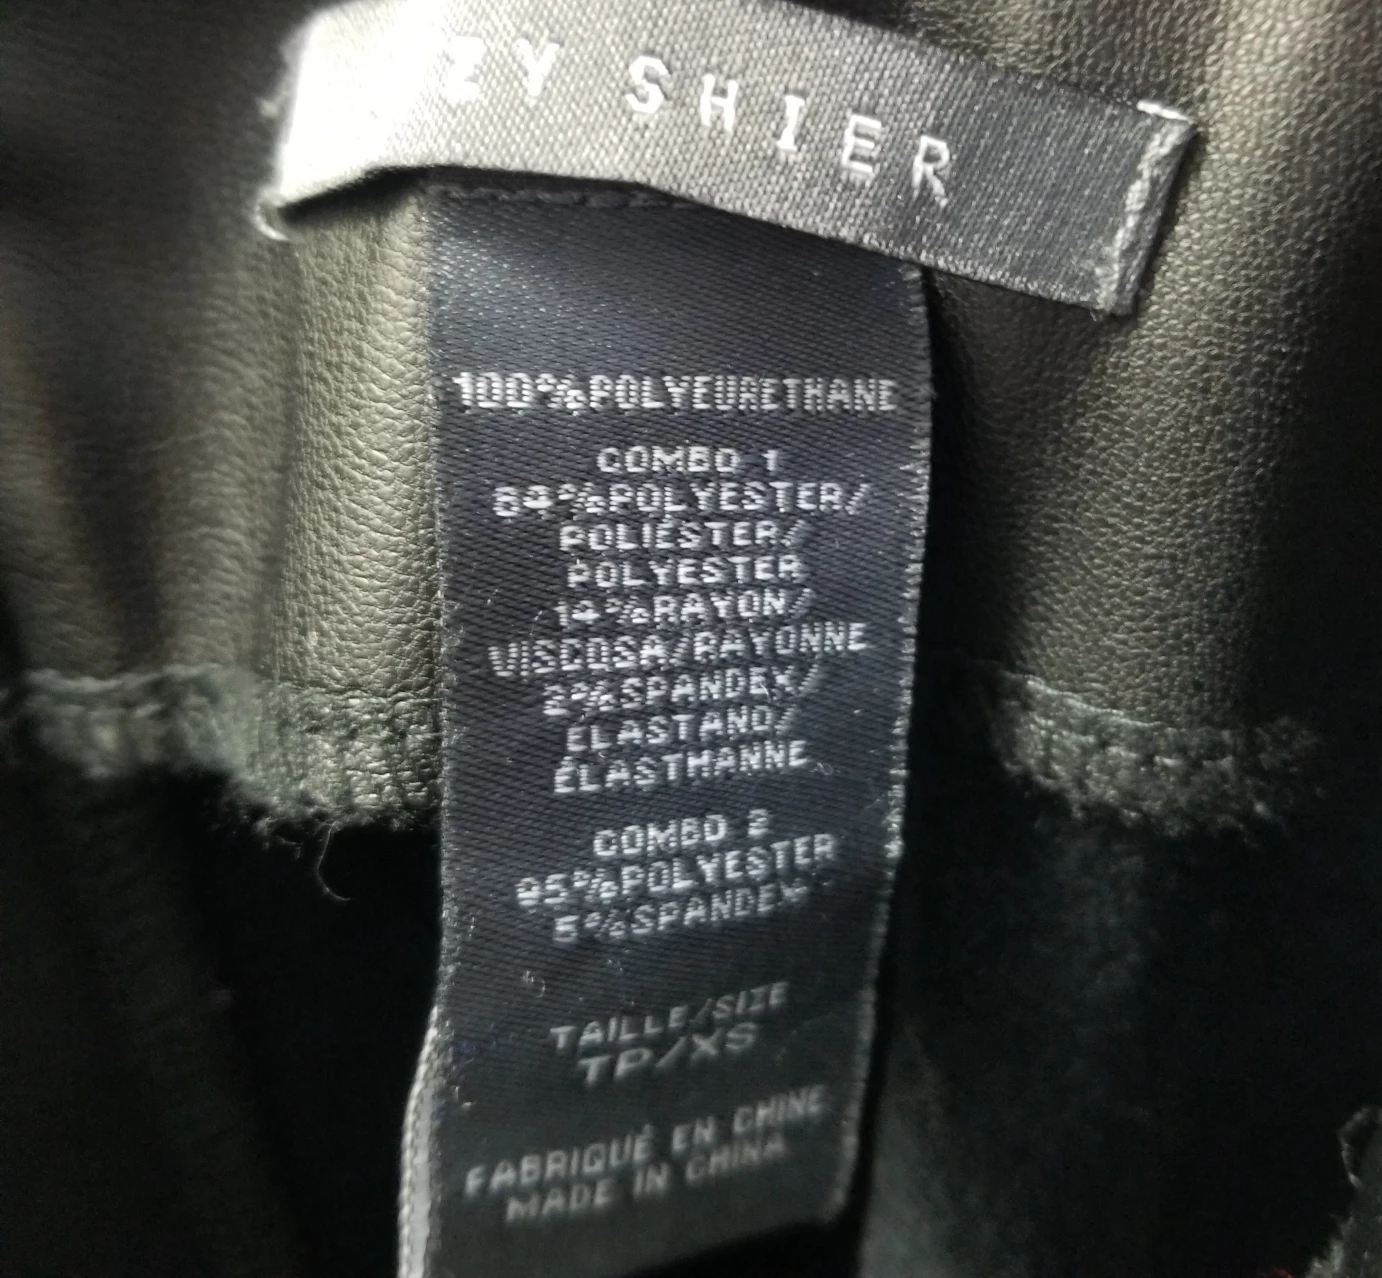 ZY SHIER
100%POLYEURETHANE
COMBO 1
84%POLYESTER/
POLIÉSTER/
POLYESTER
14%RAYON/
VISCOSA/RAYONNE
2%SPANDEX/
ELASTANO/
ÉLASTHANNE
COMBO 2
95%POLYESTER
5%SPANDEX
TAILLE/SIZE
TP/XS
FABRIQUÉ EN CHINE
MADE IN CHINA